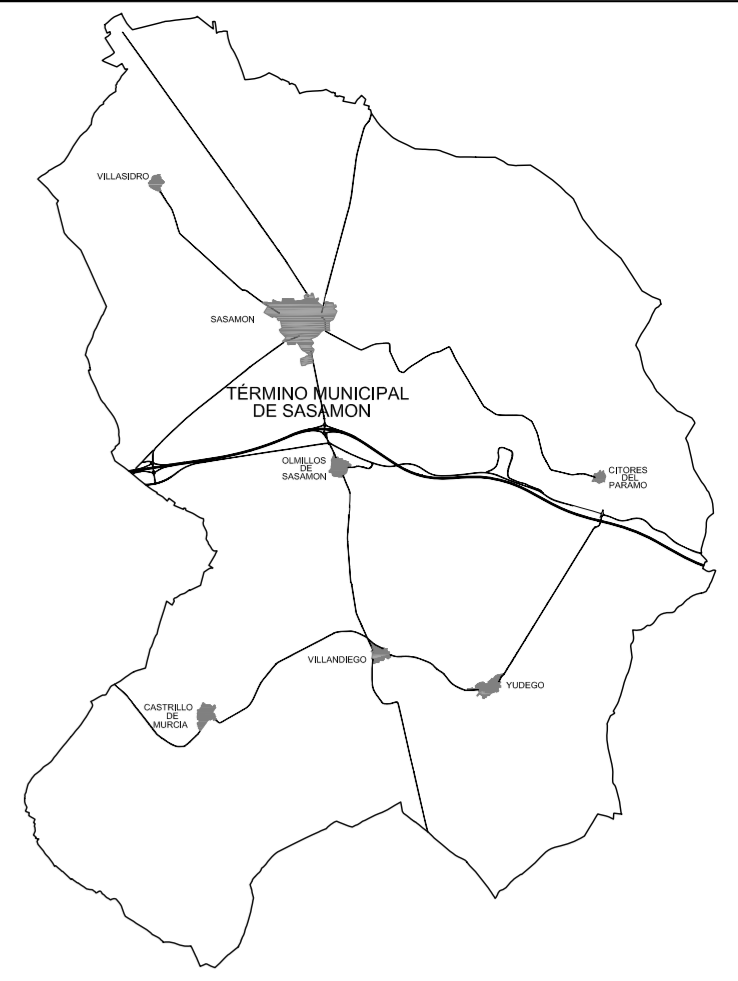 VILLASIDRO
SASAMON
TÉRMINO MUNICIPAL
DE SASAMON
OLMILLOS
DE
SASAMON
CITORES
DEL
PARAMO
VILLANDIEGO
YUDEGO
CASTRILLO
DE
MURCIA